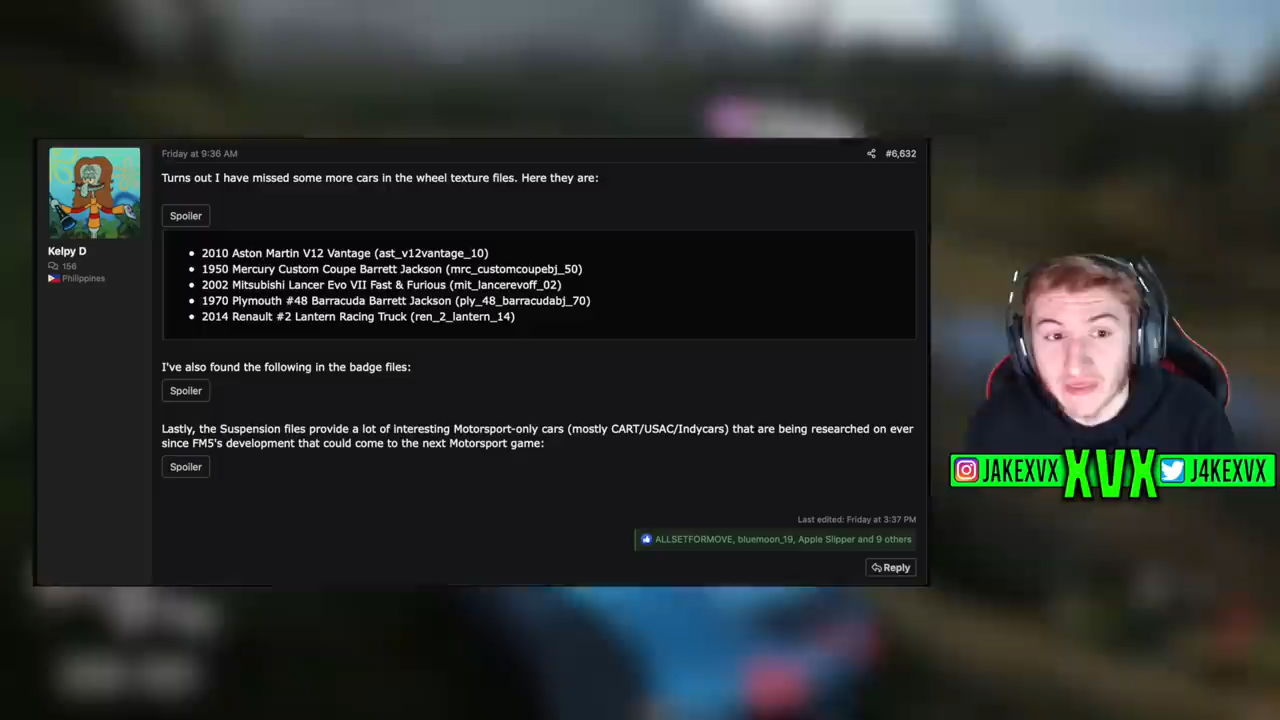 Friday at 9:36 AM
#6,632
Turns out I have missed some more cars in the wheel texture files. Here they are:
Spoiler
• 2010 Aston Martin V12 Vantage (ast_v12vantage_10)
• 1950 Mercury Custom Coupe Barrett Jackson (mrc_customcoupebj_50)
• 2002 Mitsubishi Lancer Evo VII Fast & Furious (mit_lancerevoff_02)
• 1970 Plymouth #48 Barracuda Barrett Jackson (ply_48_barracudabj_70)
• 2014 Renault #2 Lantern Racing Truck (ren_2_lantern_14)
Kelpy D
156
Philippines
I've also found the following in the badge files:
Spoiler
Lastly, the Suspension files provide a lot of interesting Motorsport-only cars (mostly CART/USAC/Indycars) that are being researched on ever
since FM5's development that could come to the next Motorsport game:
Spoiler
Last edited: Friday at 3:37 PM
ALLSETFORMOVE, bluemoon_19, Apple Slipper and 9 others
Reply
JAKEXVX
XVX
J4KEXVX